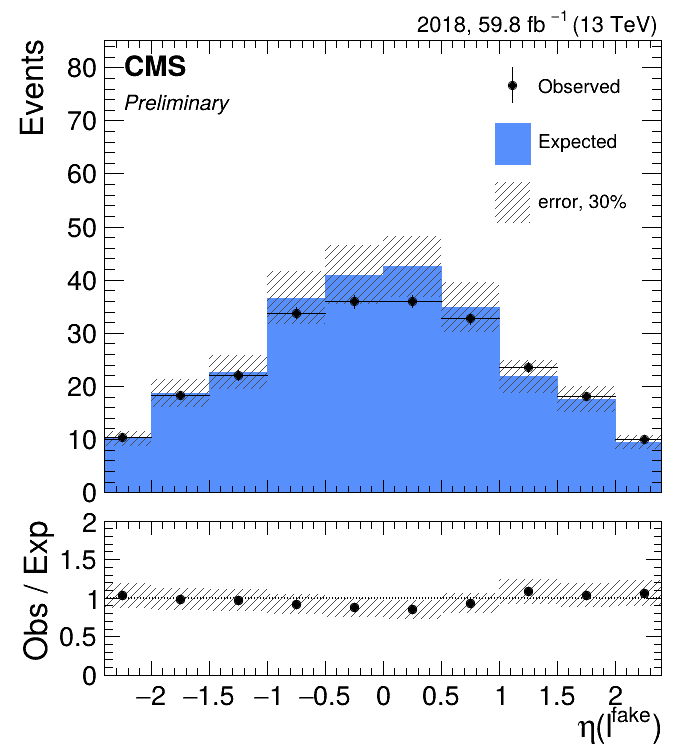 2018, 59.8 fb⁻¹ (13 TeV)
Events
80
70
60
50
40
30
20
10
0
CMS
Preliminary
Observed
Expected
error, 30%
Obs / Exp
2
1.5
1
0.5
0
−2 −1.5 −1 −0.5 0 0.5 1 1.5 2
η(l^fake)